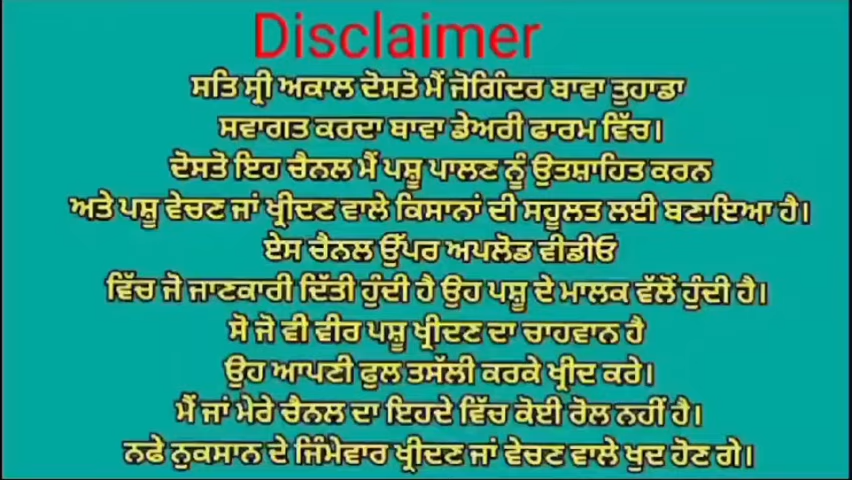 Disclaimer
ਸਤਿ ਸ੍ਰੀ ਅਕਾਲ ਦੋਸਤੋ ਮੈਂ ਜੋਗਿੰਦਰ ਬਾਵਾ ਤੁਹਾਡਾ
ਸਵਾਗਤ ਕਰਦਾ ਬਾਵਾ ਡੇਅਰੀ ਫਾਰਮ ਵਿੱਚ।
ਦੋਸਤੋ ਇਹ ਚੈਨਲ ਮੈਂ ਪਸ਼ੂ ਪਾਲਣ ਨੂੰ ਉਤਸ਼ਾਹਿਤ ਕਰਨ
ਅਤੇ ਪਸ਼ੂ ਵੇਚਣ ਜਾਂ ਖ੍ਰੀਦਣ ਵਾਲੇ ਕਿਸਾਨਾਂ ਦੀ ਸਹੂਲਤ ਲਈ ਬਣਾਇਆ ਹੈ।
ਏਸ ਚੈਨਲ ਉੱਪਰ ਅਪਲੋਡ ਵੀਡੀਓ
ਵਿੱਚ ਜੋ ਜਾਣਕਾਰੀ ਦਿੱਤੀ ਹੁੰਦੀ ਹੈ ਉਹ ਪਸ਼ੂ ਦੇ ਮਾਲਕ ਵੱਲੋਂ ਹੁੰਦੀ ਹੈ।
ਸੋ ਜੋ ਵੀ ਵੀਰ ਪਸ਼ੂ ਖ੍ਰੀਦਣ ਦਾ ਚਾਹਵਾਨ ਹੈ
ਉਹ ਆਪਣੀ ਫੁਲ ਤਸੱਲੀ ਕਰਕੇ ਖ੍ਰੀਦ ਕਰੇ।
ਮੈਂ ਜਾਂ ਮੇਰੇ ਚੈਨਲ ਦਾ ਇਹਦੇ ਵਿੱਚ ਕੋਈ ਰੋਲ ਨਹੀਂ ਹੈ।
ਨਫੇ ਨੁਕਸਾਨ ਦੇ ਜਿੰਮੇਵਾਰ ਖ੍ਰੀਦਣ ਜਾਂ ਵੇਚਣ ਵਾਲੇ ਖੁਦ ਹੋਣ ਗੇ।